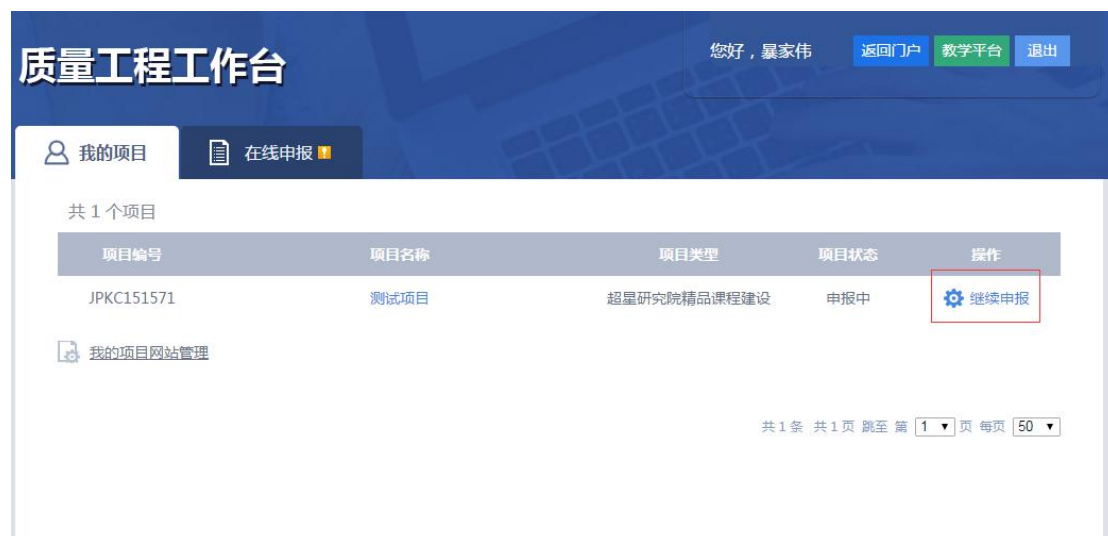 质量工程工作台
您好，暴家伟 返回门户 教学平台 退出
我的项目 在线申报
共 1 个项目
项目编号 项目名称 项目类型 项目状态 操作
JPKC151571 测试项目 超星研究院精品课程建设 申报中 继续申报
我的项目网站管理
共 1 条 共 1 页 跳至 第 1 页 每页 50